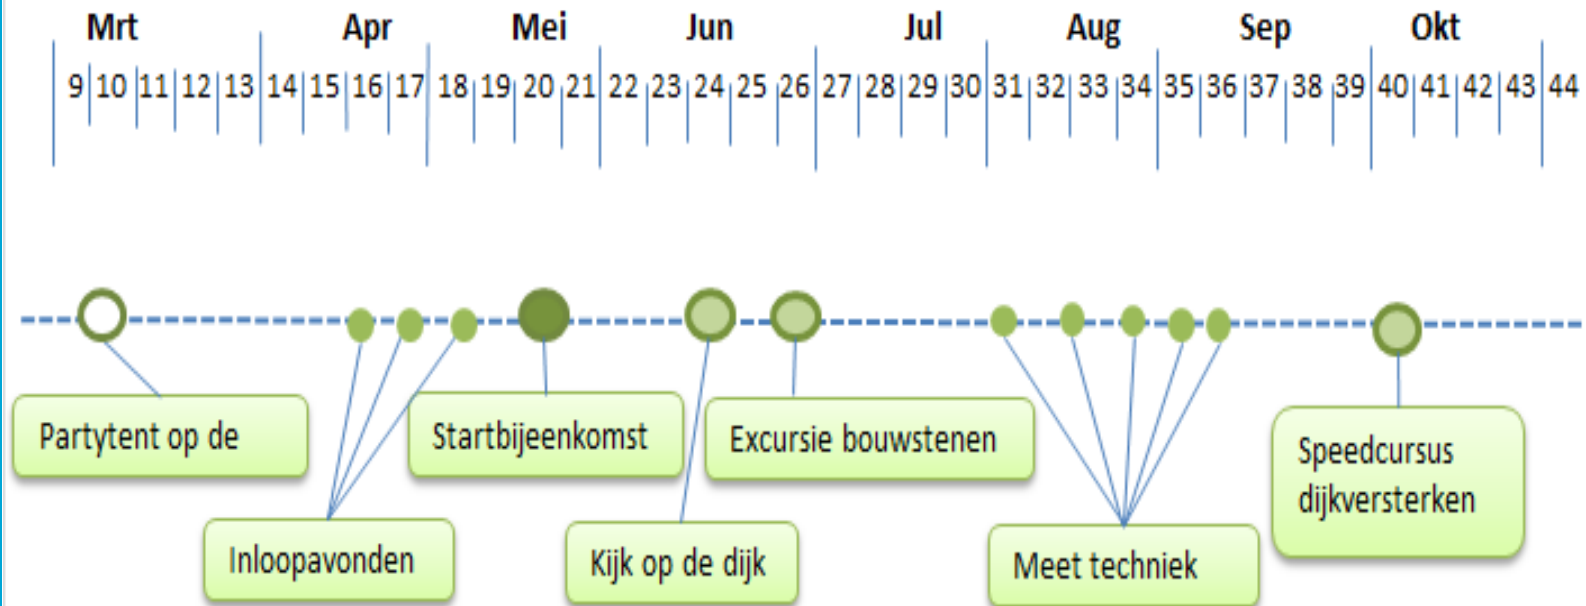 Mrt Apr Mei Jun Jul Aug Sep Okt
9 10 11 12 13 14 15 16 17 18 19 20 21 22 23 24 25 26 27 28 29 30 31 32 33 34 35 36 37 38 39 40 41 42 43 44
Partytent op de
Startbijeenkomst
Excursie bouwstenen
Speedcursus
dijkversterken
Inloopavonden
Kijk op de dijk
Meet techniek